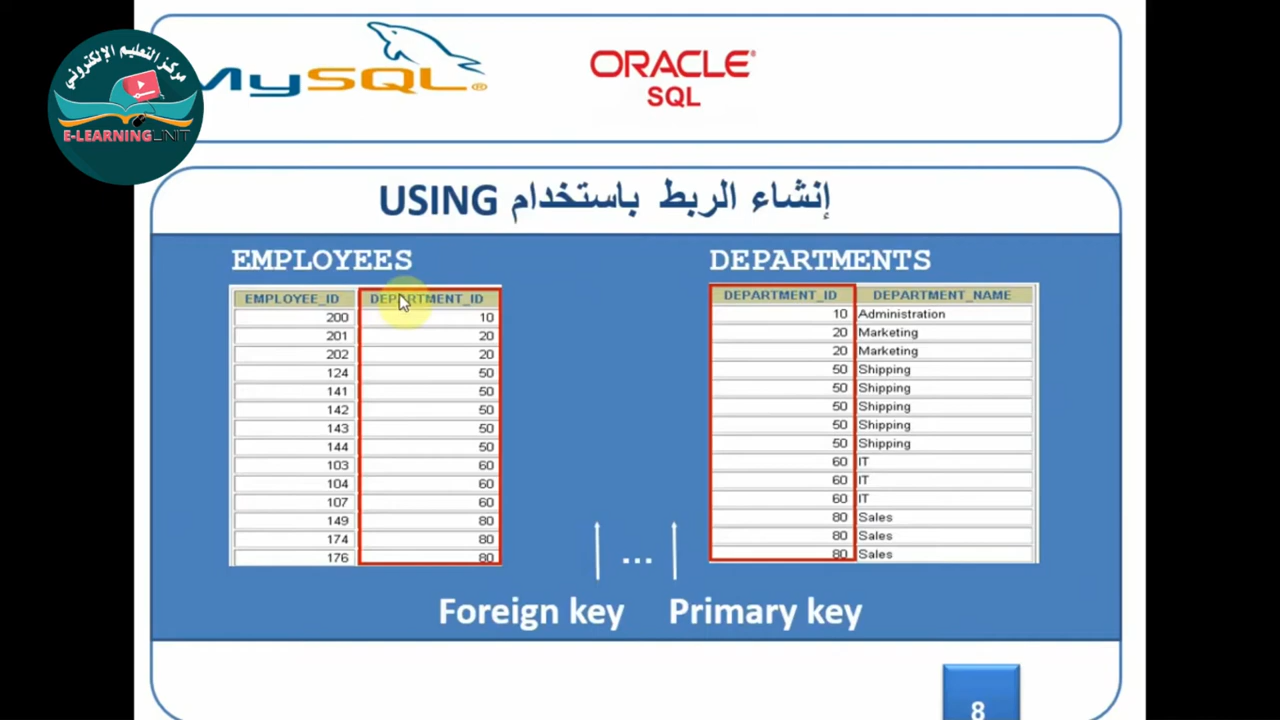 مركز التعليم الإلكتروني
E-LEARNING UNIT
MySQL®
ORACLE®
SQL
إنشاء الربط باستخدام USING
EMPLOYEES
EMPLOYEE_ID DEPARTMENT_ID
200 10
201 20
202 20
124 50
141 50
142 50
143 50
144 50
103 60
104 60
107 60
149 80
174 80
176 80
DEPARTMENTS
DEPARTMENT_ID DEPARTMENT_NAME
10 Administration
20 Marketing
20 Marketing
50 Shipping
50 Shipping
50 Shipping
50 Shipping
50 Shipping
60 IT
60 IT
60 IT
80 Sales
80 Sales
80 Sales
...
Foreign key Primary key
8